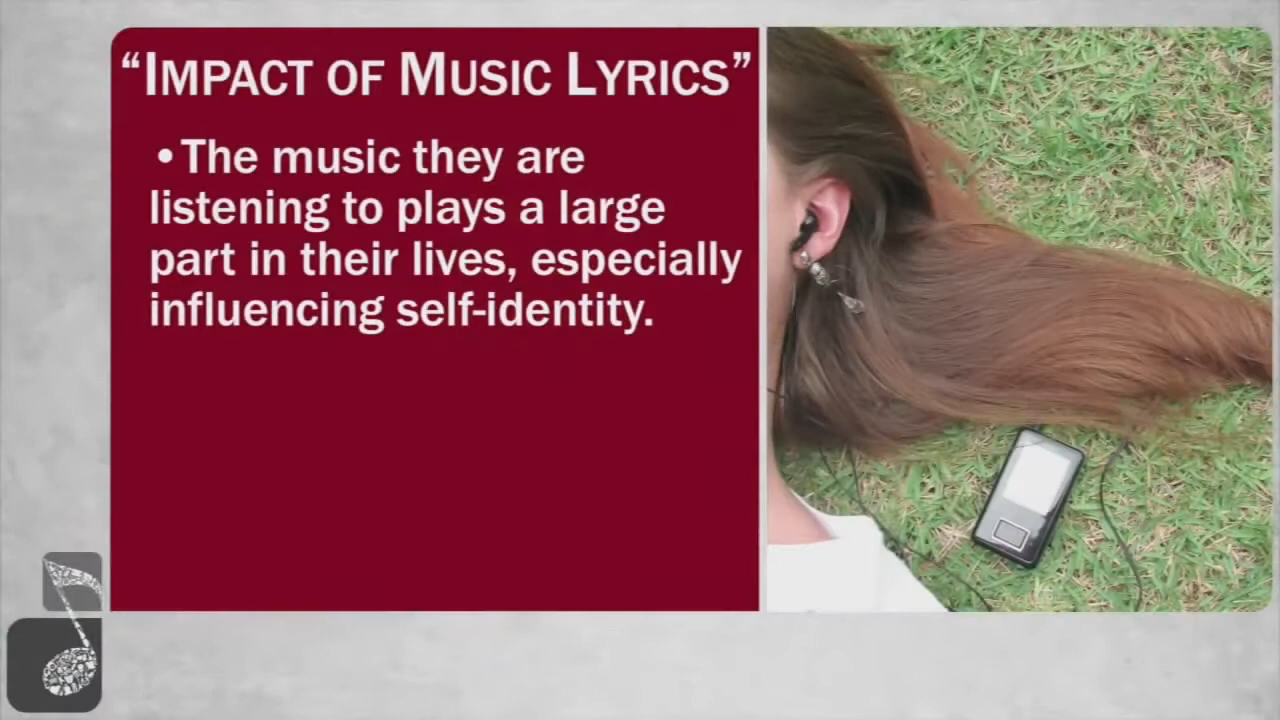 “IMPACT OF MUSIC LYRICS”
•The music they are
listening to plays a large
part in their lives, especially
influencing self-identity.